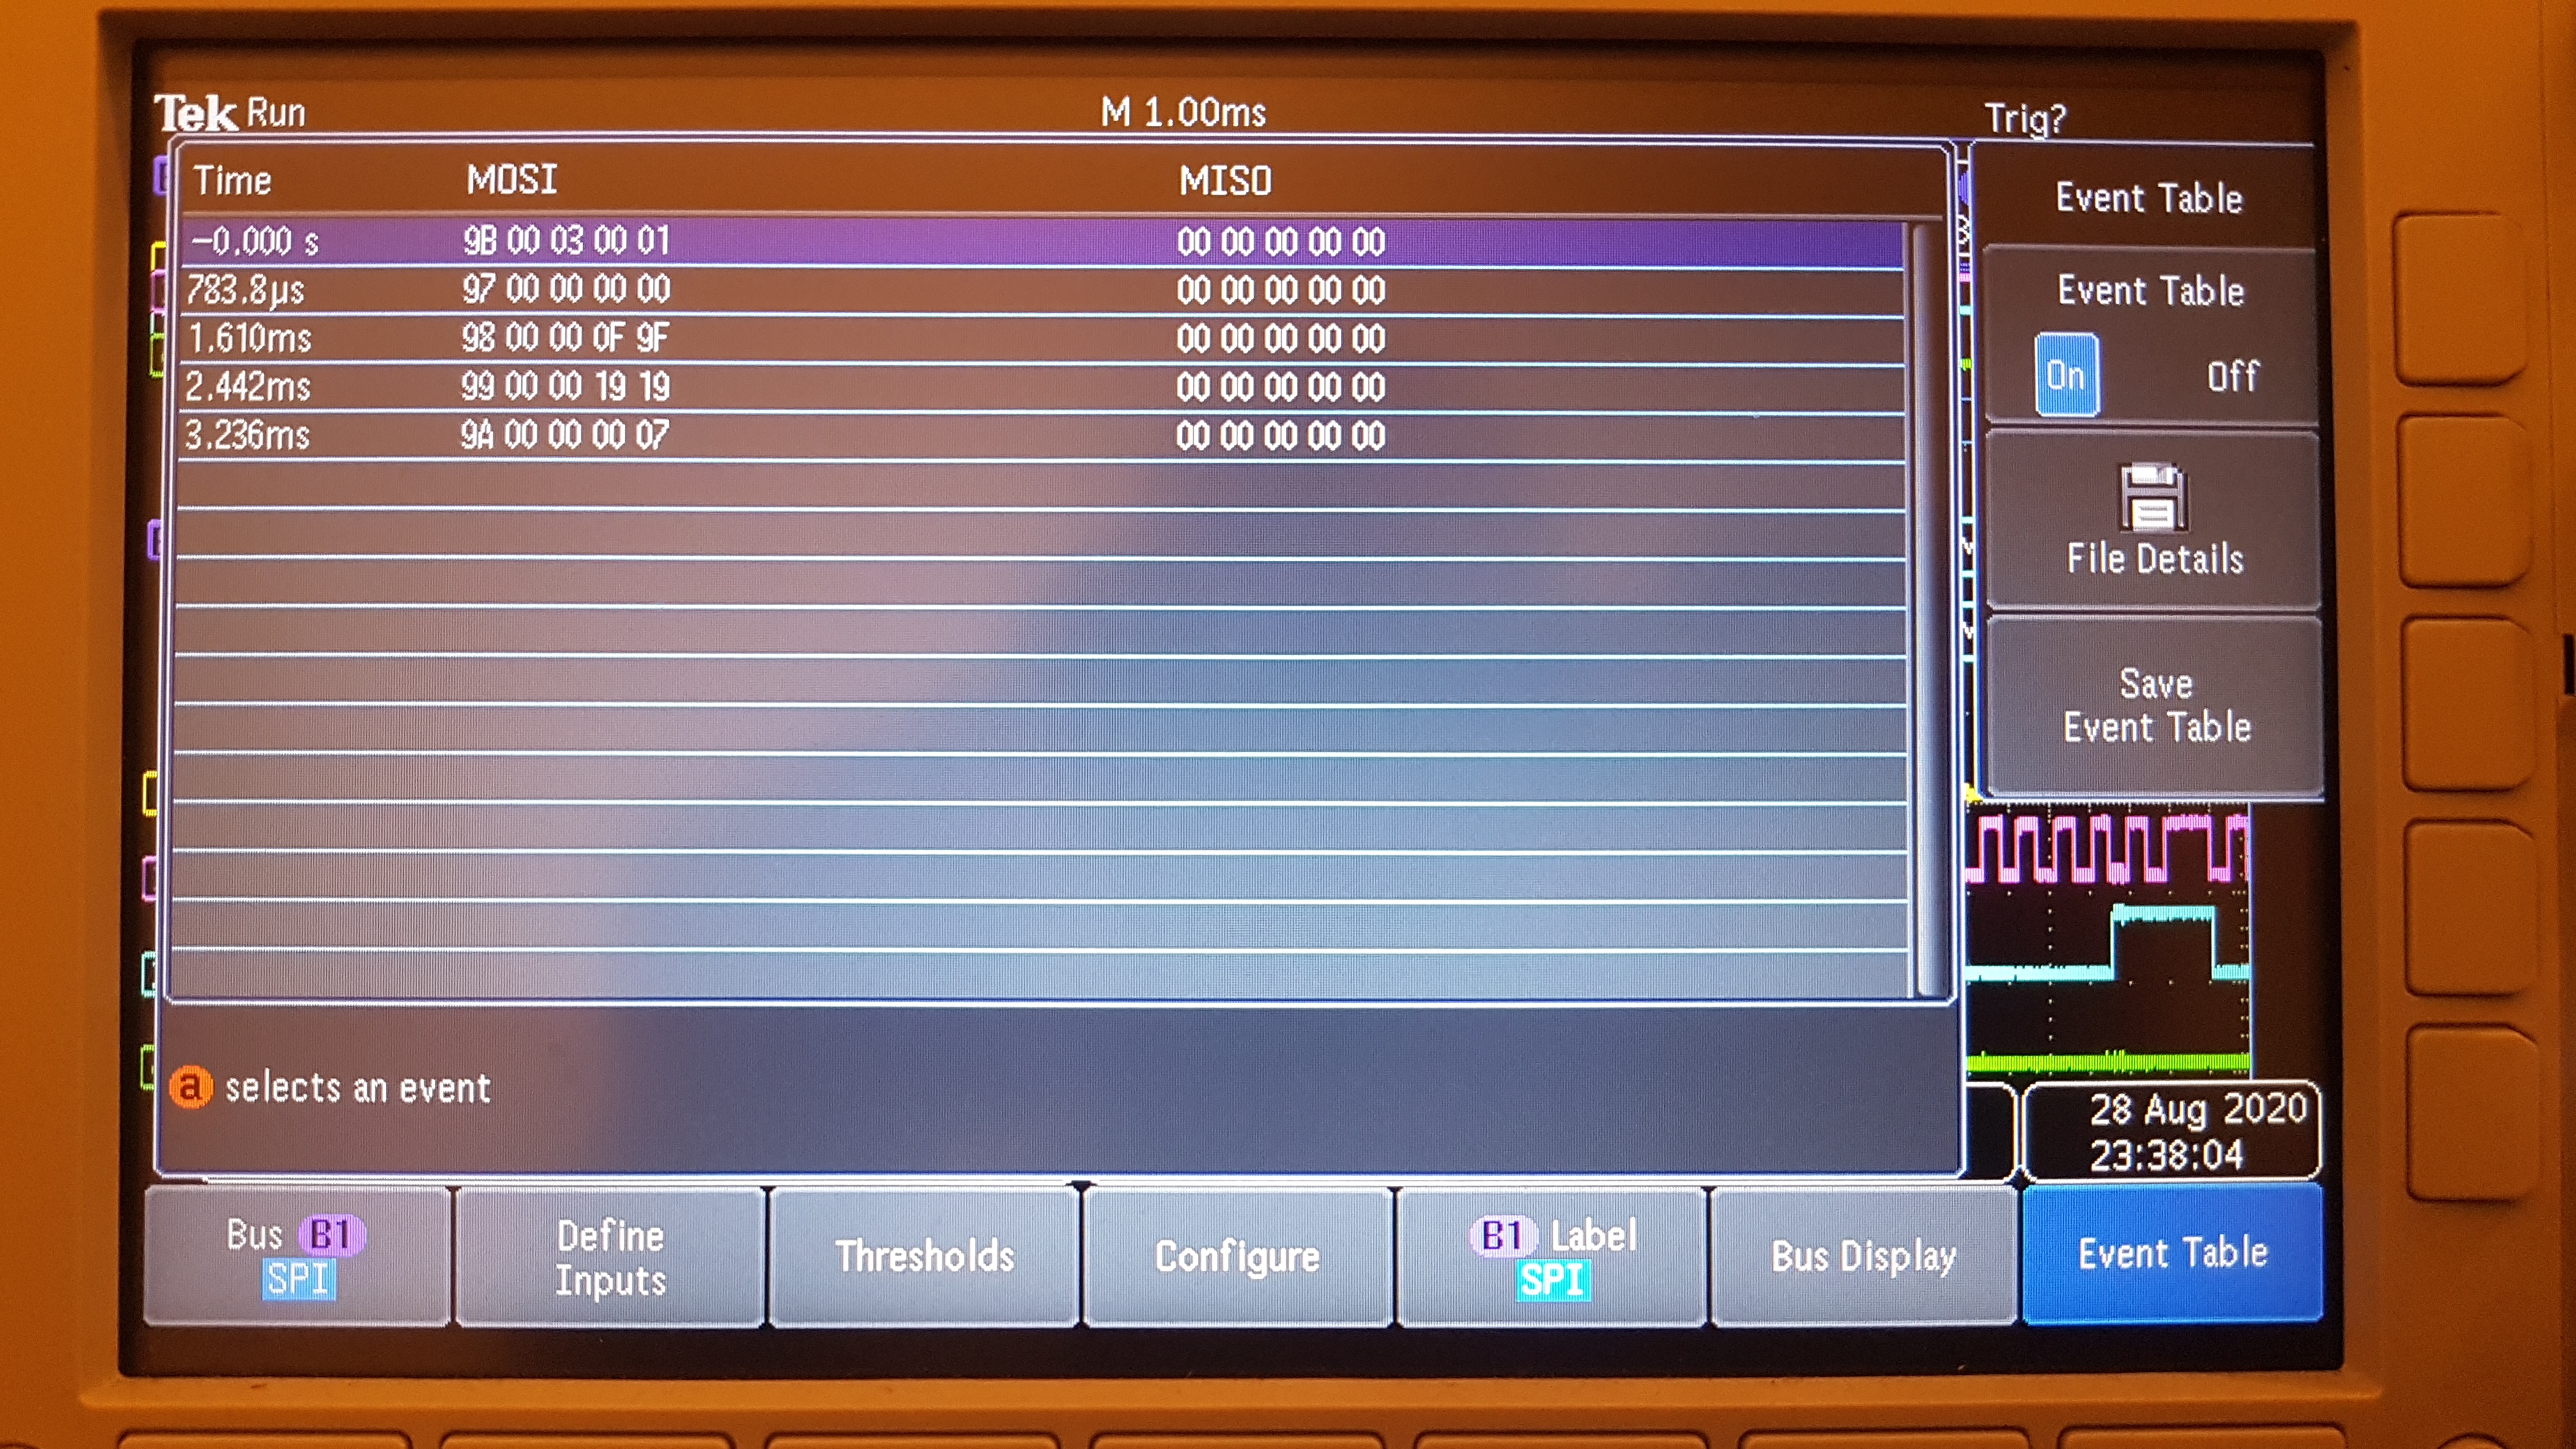 Tek Run M 1.00ms Trig?
Time MOSI MISO
-0.000 s 9B 00 03 00 01 00 00 00 00 00
783.8µs 97 00 00 00 00 00 00 00 00 00
1.610ms 98 00 00 0F 9F 00 00 00 00 00
2.442ms 99 00 00 19 19 00 00 00 00 00
3.236ms 9A 00 00 00 07 00 00 00 00 00
a selects an event
Event Table
Event Table
On Off
File Details
Save
Event Table
28 Aug 2020
23:38:04
Bus B1
SPI
Define
Inputs
Thresholds
Configure
B1 Label
SPI
Bus Display
Event Table